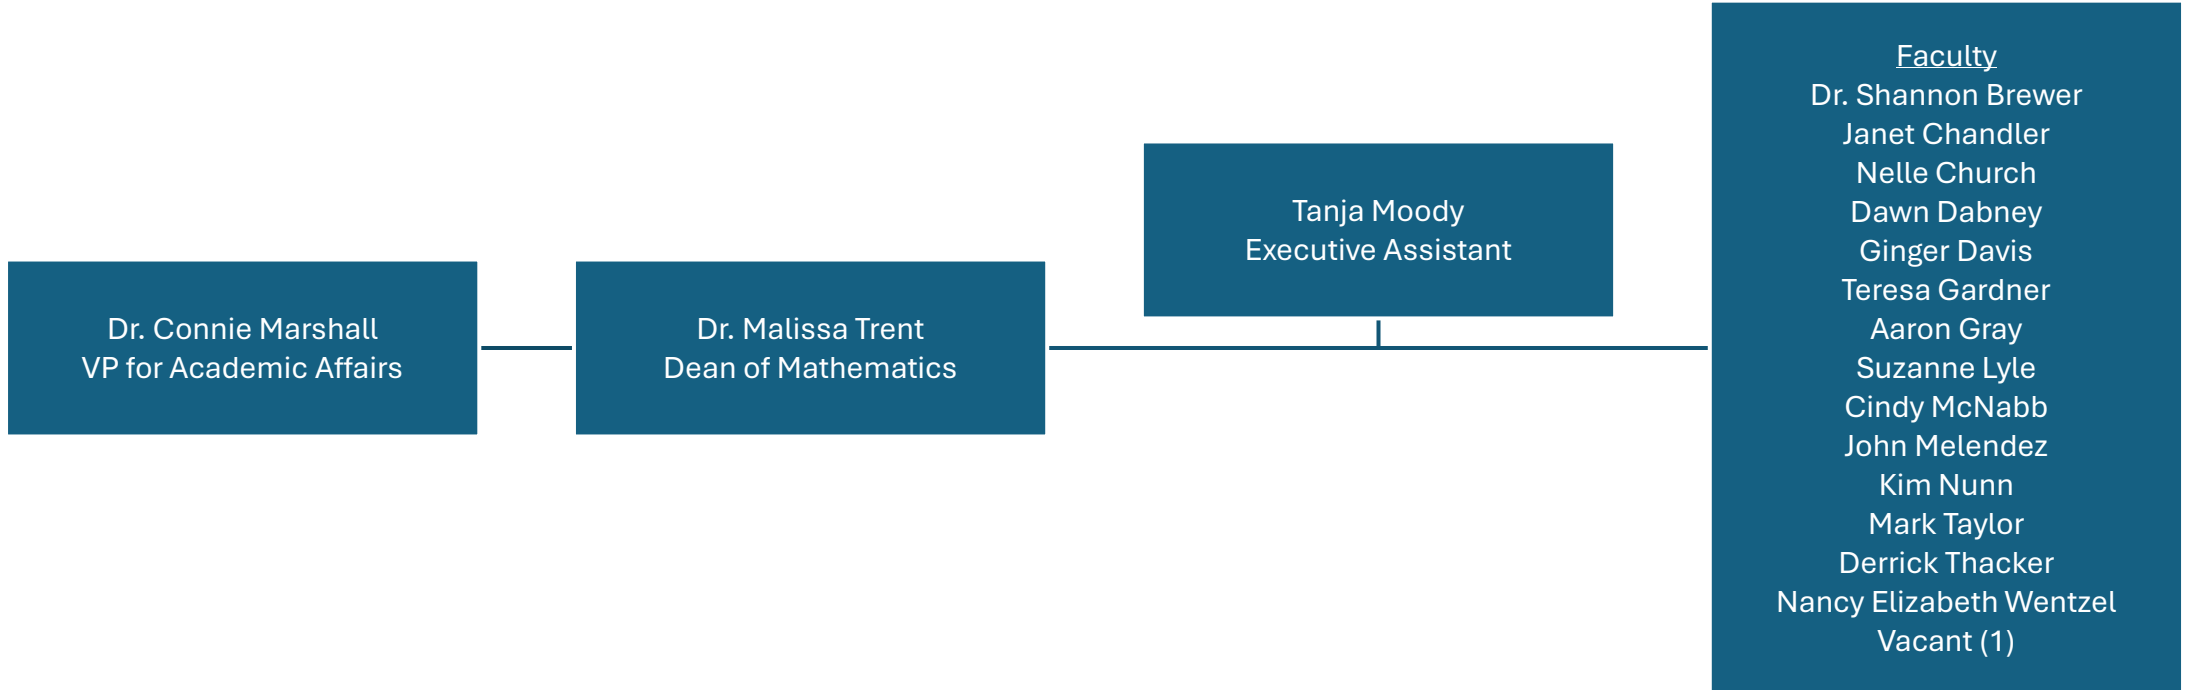 Dr. Connie Marshall
VP for Academic Affairs
Dr. Malissa Trent
Dean of Mathematics
Tanja Moody
Executive Assistant
Faculty
Dr. Shannon Brewer
Janet Chandler
Nelle Church
Dawn Dabney
Ginger Davis
Teresa Gardner
Aaron Gray
Suzanne Lyle
Cindy McNabb
John Melendez
Kim Nunn
Mark Taylor
Derrick Thacker
Nancy Elizabeth Wentzel
Vacant (1)